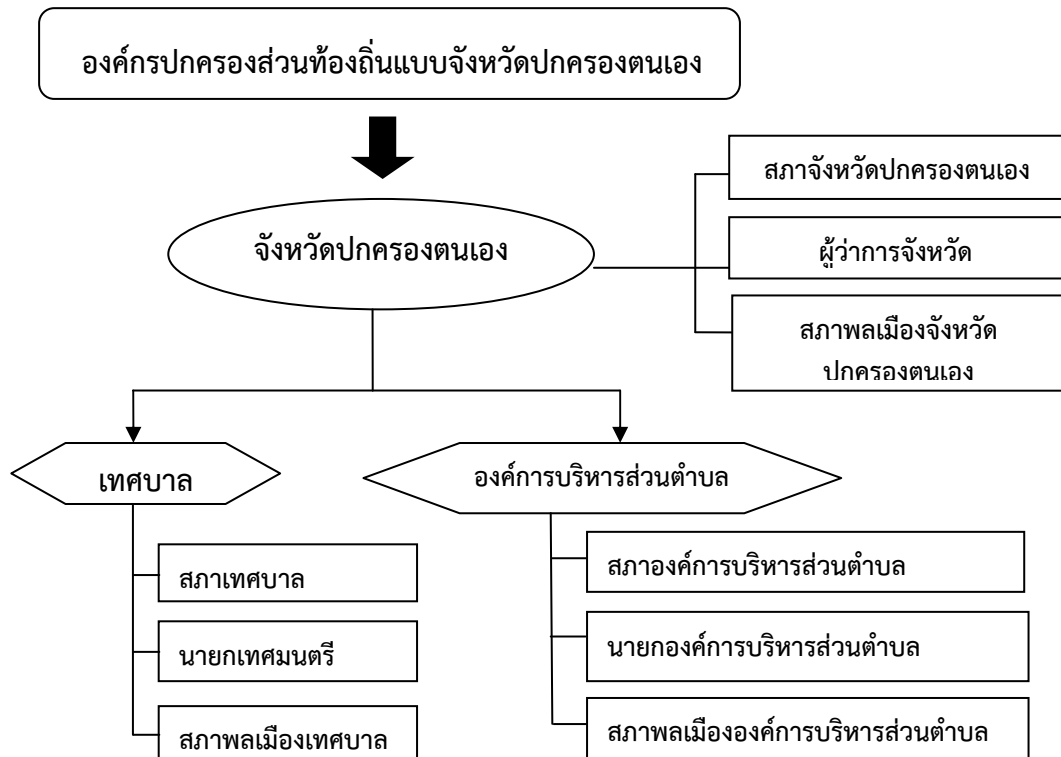 องค์กรปกครองส่วนท้องถิ่นแบบจังหวัดปกครองตนเอง
จังหวัดปกครองตนเอง
สภาจังหวัดปกครองตนเอง
ผู้ว่าการจังหวัด
สภาพลเมืองจังหวัด
ปกครองตนเอง
เทศบาล
องค์การบริหารส่วนตำบล
สภาเทศบาล
นายกเทศมนตรี
สภาพลเมืองเทศบาล
สภาองค์การบริหารส่วนตำบล
นายกองค์การบริหารส่วนตำบล
สภาพลเมืององค์การบริหารส่วนตำบล